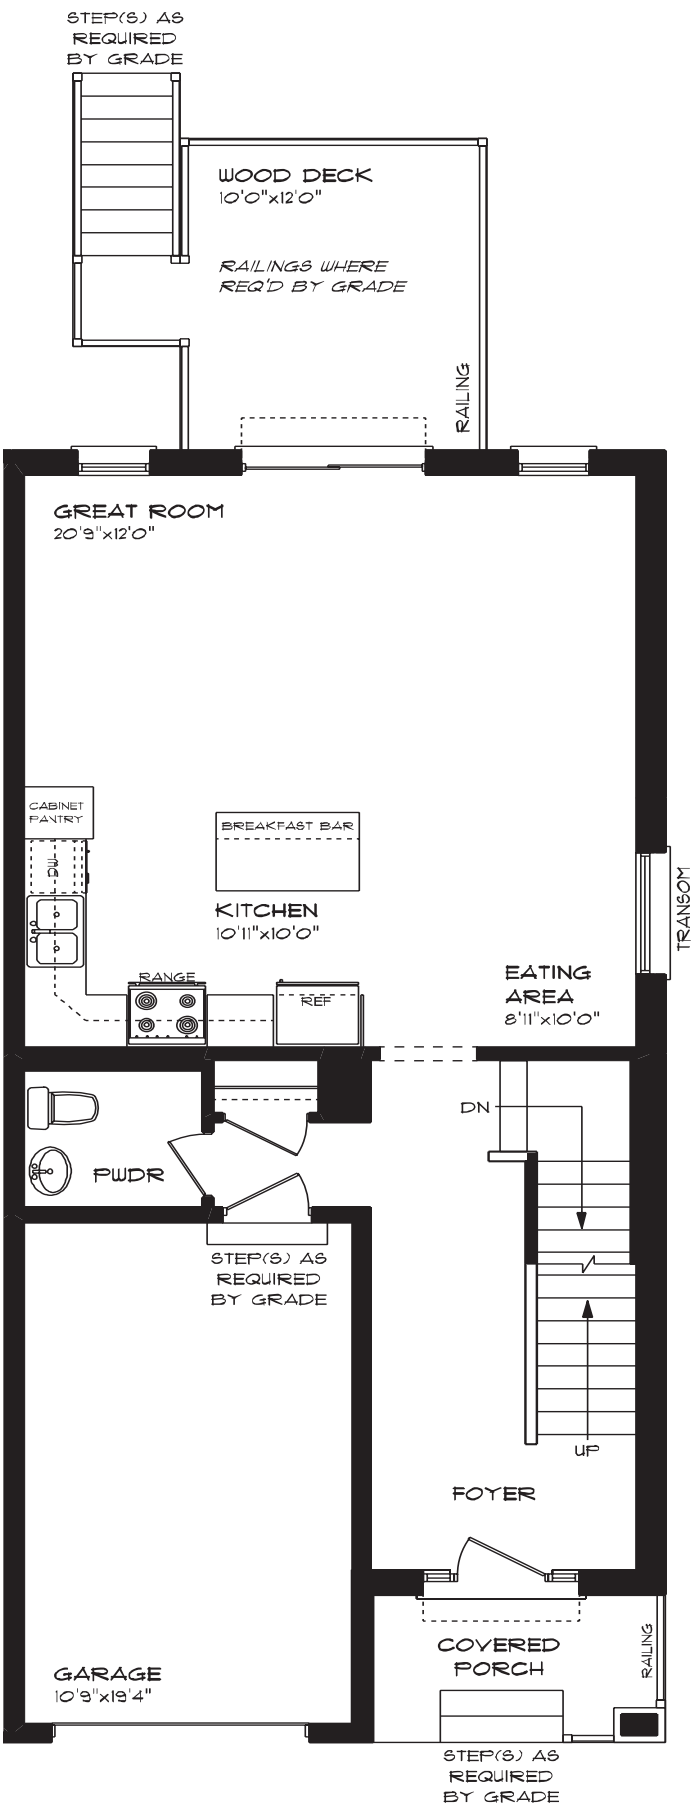 STEP(S) AS
REQUIRED
BY GRADE
WOOD DECK
10'0"x12'0"
RAILINGS WHERE
REQ'D BY GRADE
RAILING
GREAT ROOM
20'9"x12'0"
CABINET
PANTRY
DW
BREAKFAST BAR
KITCHEN
10'11"x10'0"
TRANSOM
RANGE
REF
EATING
AREA
8'11"x10'0"
DN
PWDR
STEP(S) AS
REQUIRED
BY GRADE
UP
FOYER
COVERED
PORCH
RAILING
GARAGE
10'9"x19'4"
STEP(S) AS
REQUIRED
BY GRADE